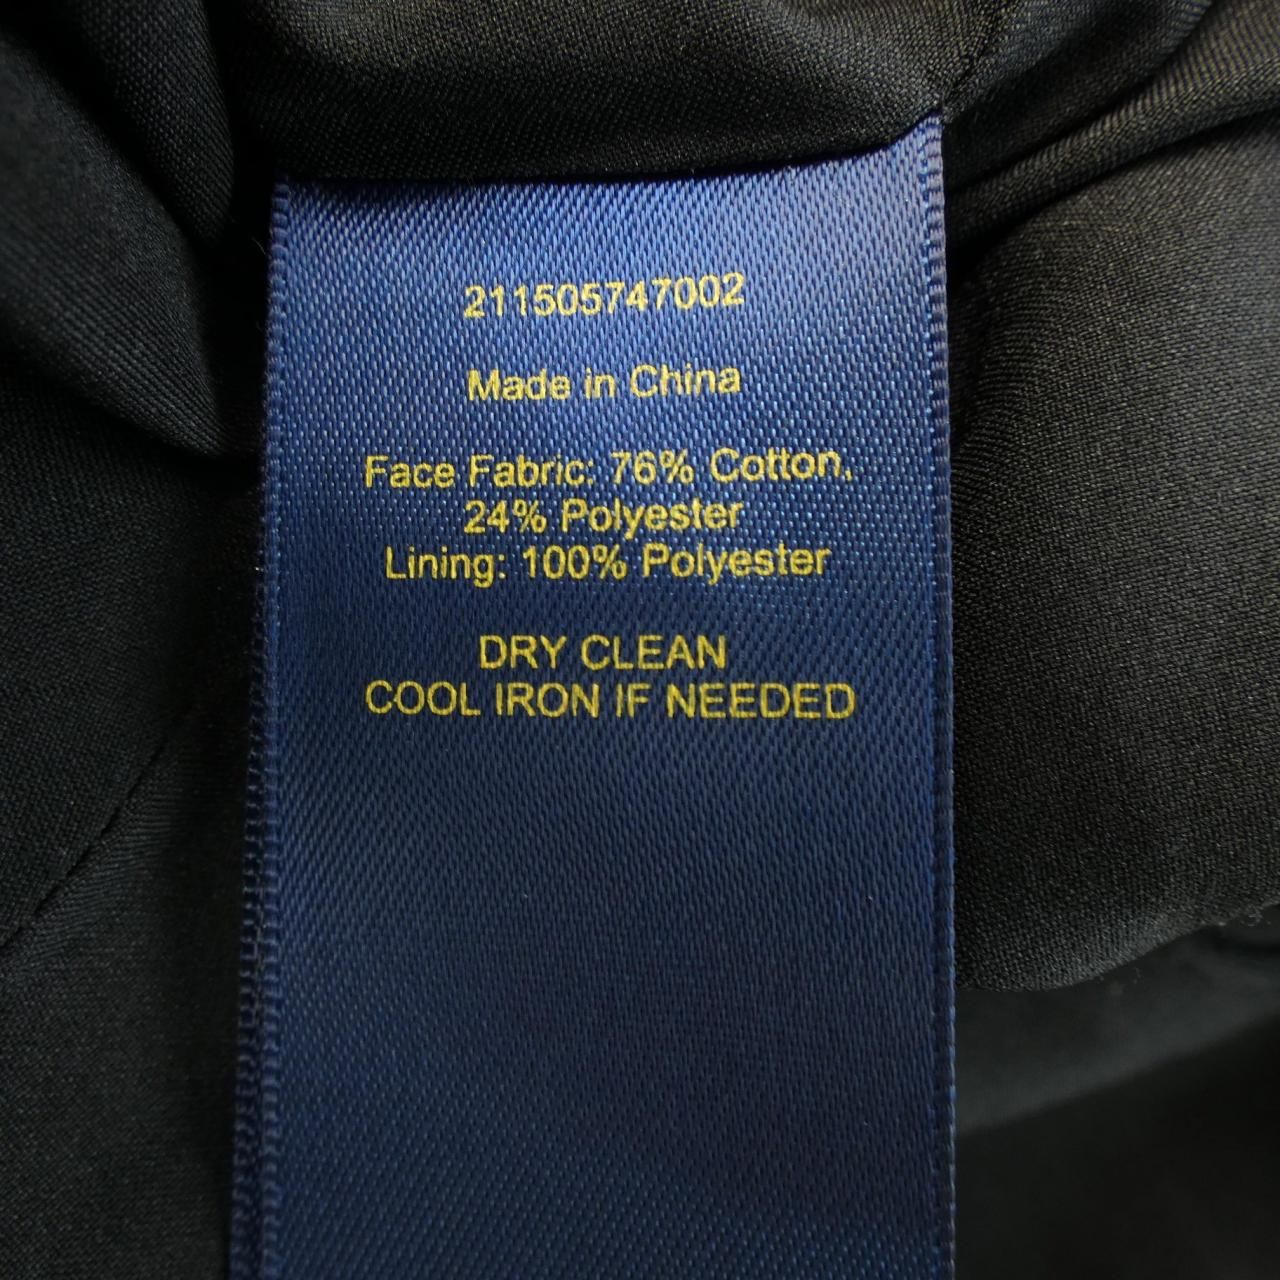 211505747002
Made in China
Face Fabric: 76% Cotton,
24% Polyester
Lining: 100% Polyester
DRY CLEAN
COOL IRON IF NEEDED